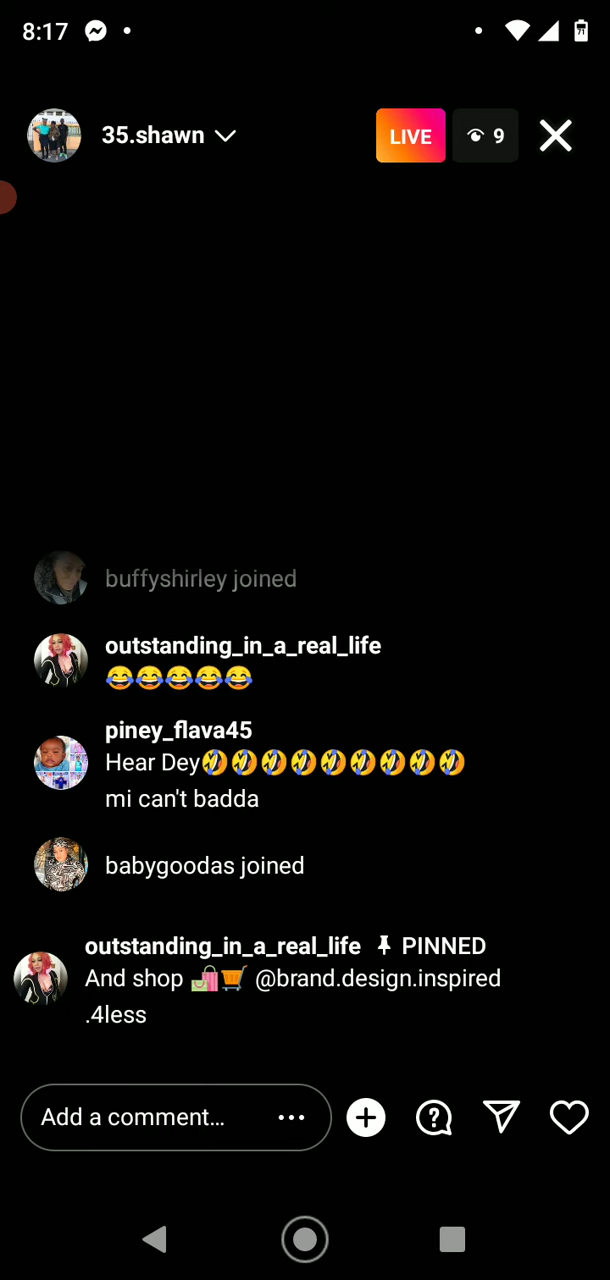 8:17
35.shawn
LIVE
9
buffyshirley joined
outstanding_in_a_real_life
😂😂😂😂😂
piney_flava45
Hear Dey🤣🤣🤣🤣🤣🤣🤣🤣🤣
mi can't badda
babygoodas joined
outstanding_in_a_real_life 📌 PINNED
And shop 🛍️🛒 @brand.design.inspired
.4less
Add a comment...